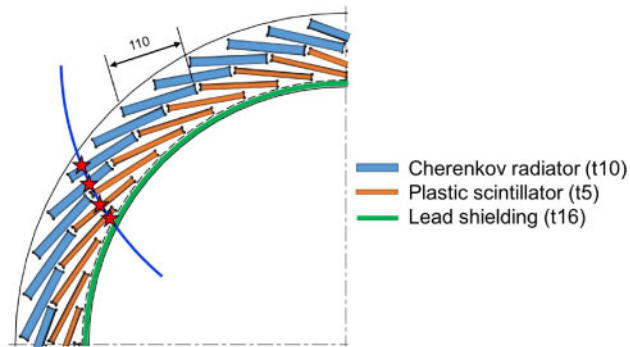 110
Cherenkov radiator (t10)
Plastic scintillator (t5)
Lead shielding (t16)